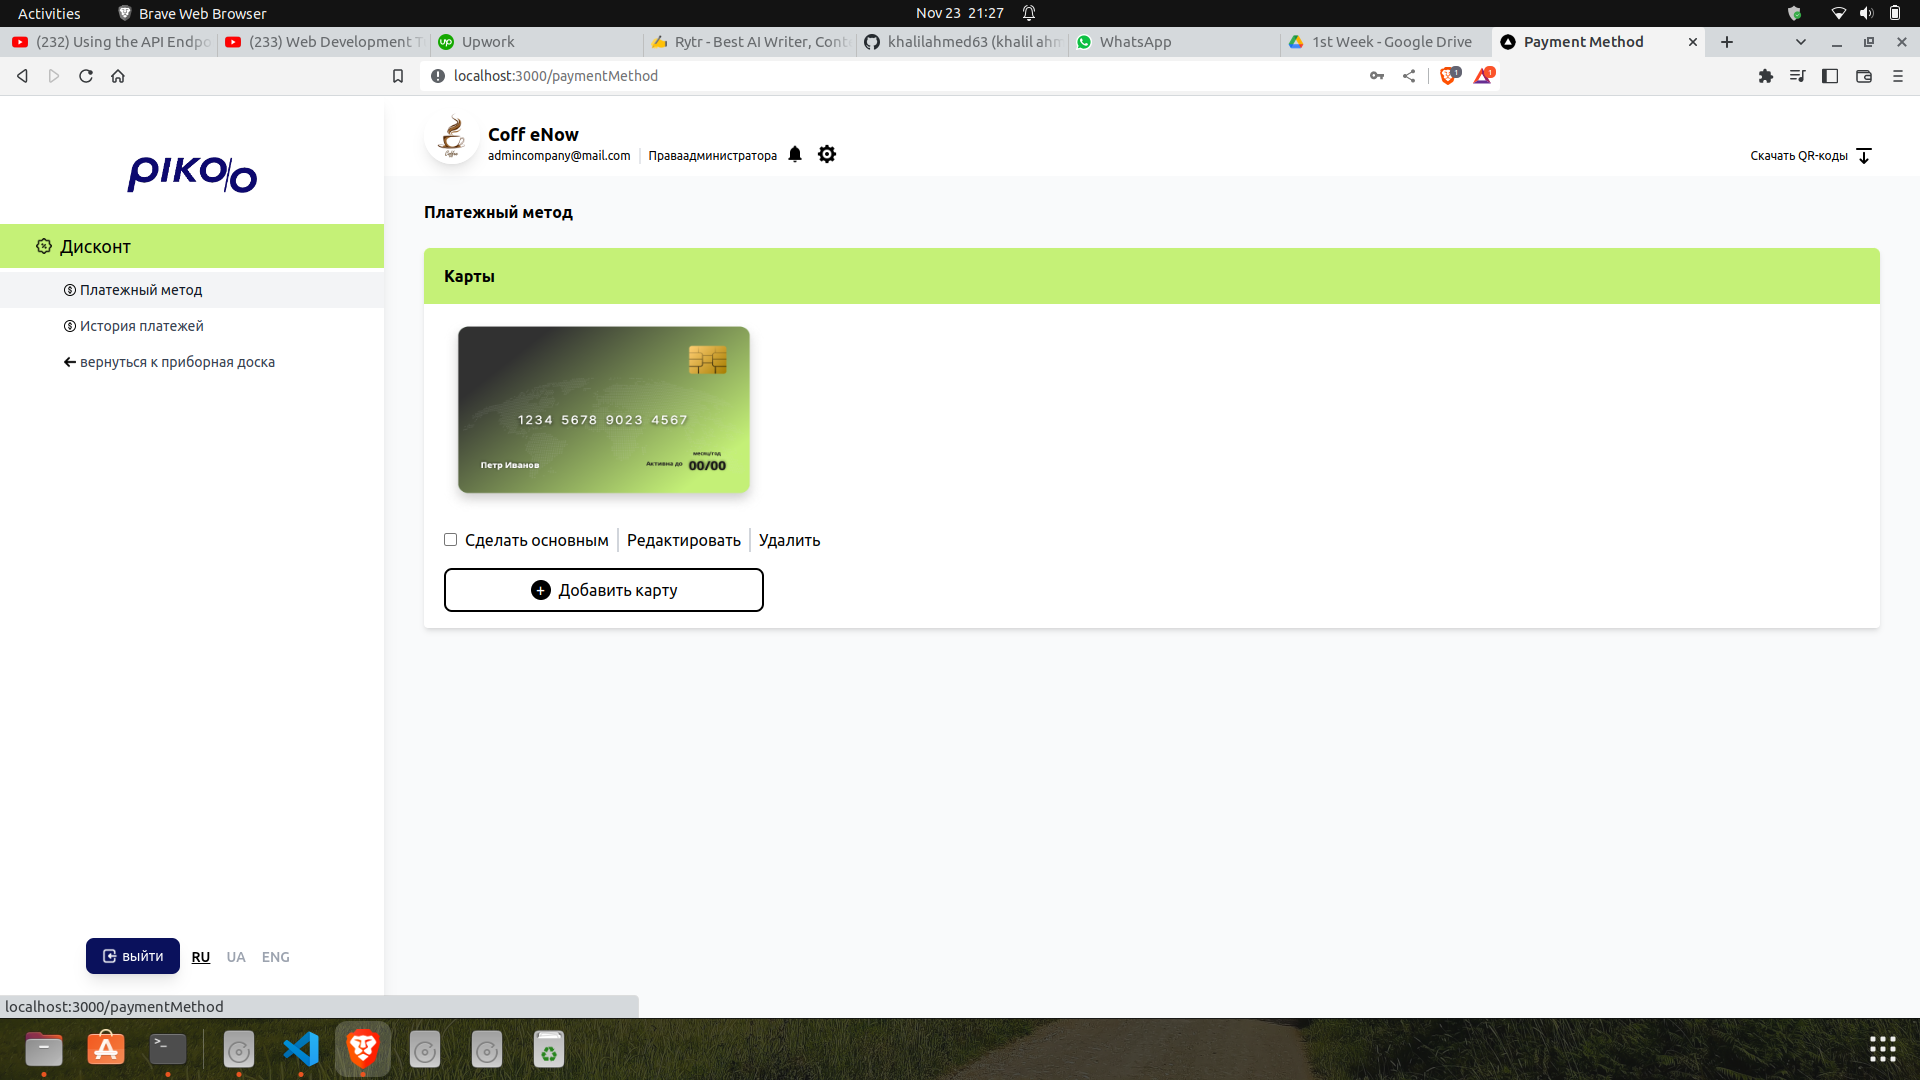 Activities
Brave Web Browser
Nov 23 21:27
(232) Using the API Endpo
(233) Web Development T
Upwork
Rytr - Best AI Writer, Cont
khalilahmed63 (khalil ahm
WhatsApp
1st Week - Google Drive
Payment Method
localhost:3000/paymentMethod
1
1
Coff eNow
admincompany@mail.com
Праваадминистратора
Скачать QR-коды
Coffee
piko/o
Дисконт
Платежный метод
История платежей
вернуться к приборная доска
Платежный метод
Карты
1234 5678 9023 4567
месяц/год
Активна до
00/00
Петр Иванов
Сделать основным
Редактировать
Удалить
Добавить карту
выйти
RU
UA
ENG
localhost:3000/paymentMethod